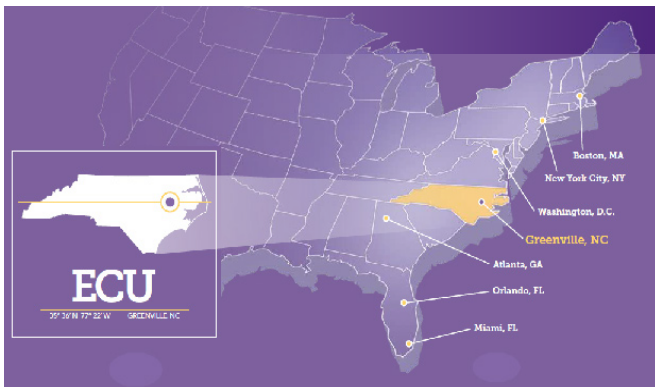 Boston, MA
New York City, NY
Washington, D.C.
Greenville, NC
Atlanta, GA
Orlando, FL
Miami, FL
ECU
35° 36' N 77° 22' W GREENVILLE NC